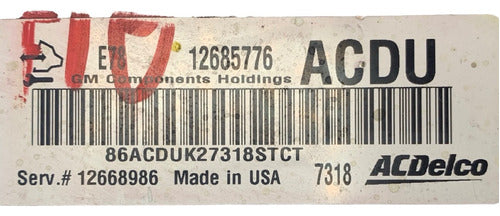 E78 12685776 ACDU
GM Components Holdings
86ACDUK27318STCT
Serv.# 12668986 Made in USA 7318 ACDelco